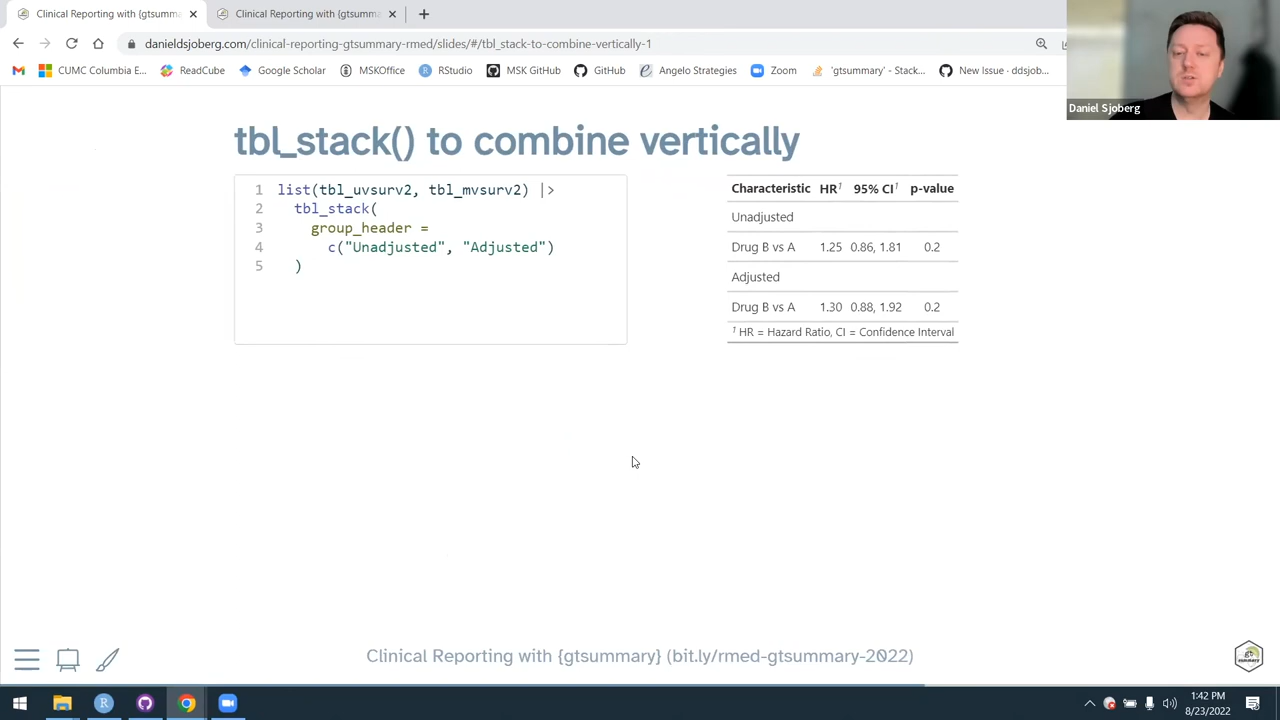 Clinical Reporting with {gtsumma
Clinical Reporting with {gtsumma
danieldsjoberg.com/clinical-reporting-gtsummary-rmed/slides/#/tbl_stack-to-combine-vertically-1
CUMC Columbia E... ReadCube Google Scholar MSKOffice RStudio MSK GitHub GitHub Angelo Strategies Zoom 'gtsummary' - Stack... New Issue · ddsjob...
Daniel Sjoberg
tbl_stack() to combine vertically
1 list(tbl_uvsurv2, tbl_mvsurv2) |>
2 tbl_stack(
3 group_header =
4 c("Unadjusted", "Adjusted")
5 )
Characteristic HR¹ 95% CI¹ p-value
Unadjusted
Drug B vs A 1.25 0.86, 1.81 0.2
Adjusted
Drug B vs A 1.30 0.88, 1.92 0.2
¹ HR = Hazard Ratio, CI = Confidence Interval
Clinical Reporting with {gtsummary} (bit.ly/rmed-gtsummary-2022)
gt
summary
1:42 PM
8/23/2022